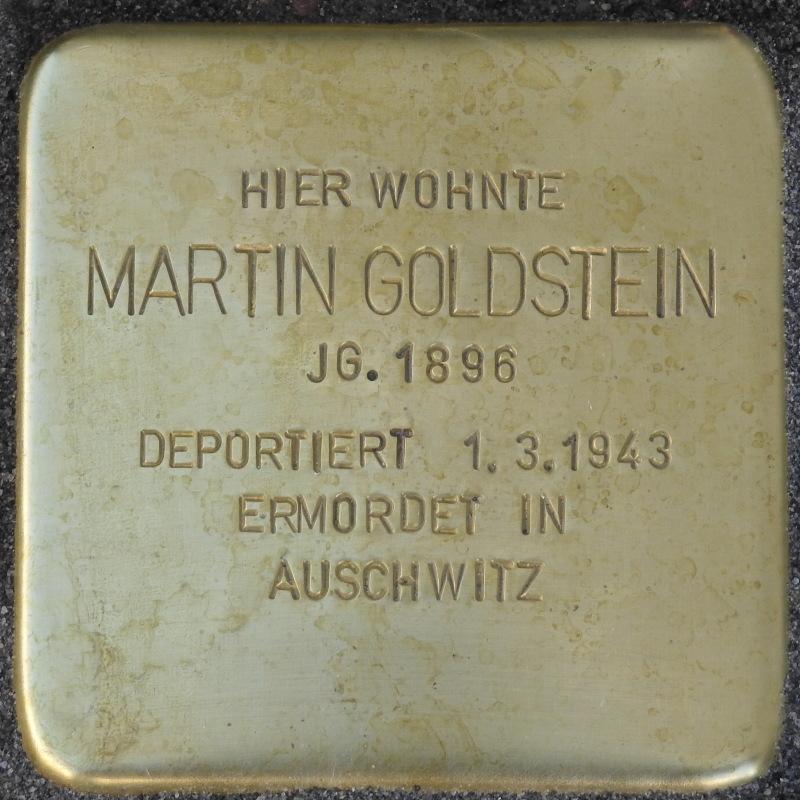 HIER WOHNTE
MARTIN GOLDSTEIN
JG. 1896
DEPORTIERT 1. 3. 1943
ERMORDET IN
AUSCHWITZ